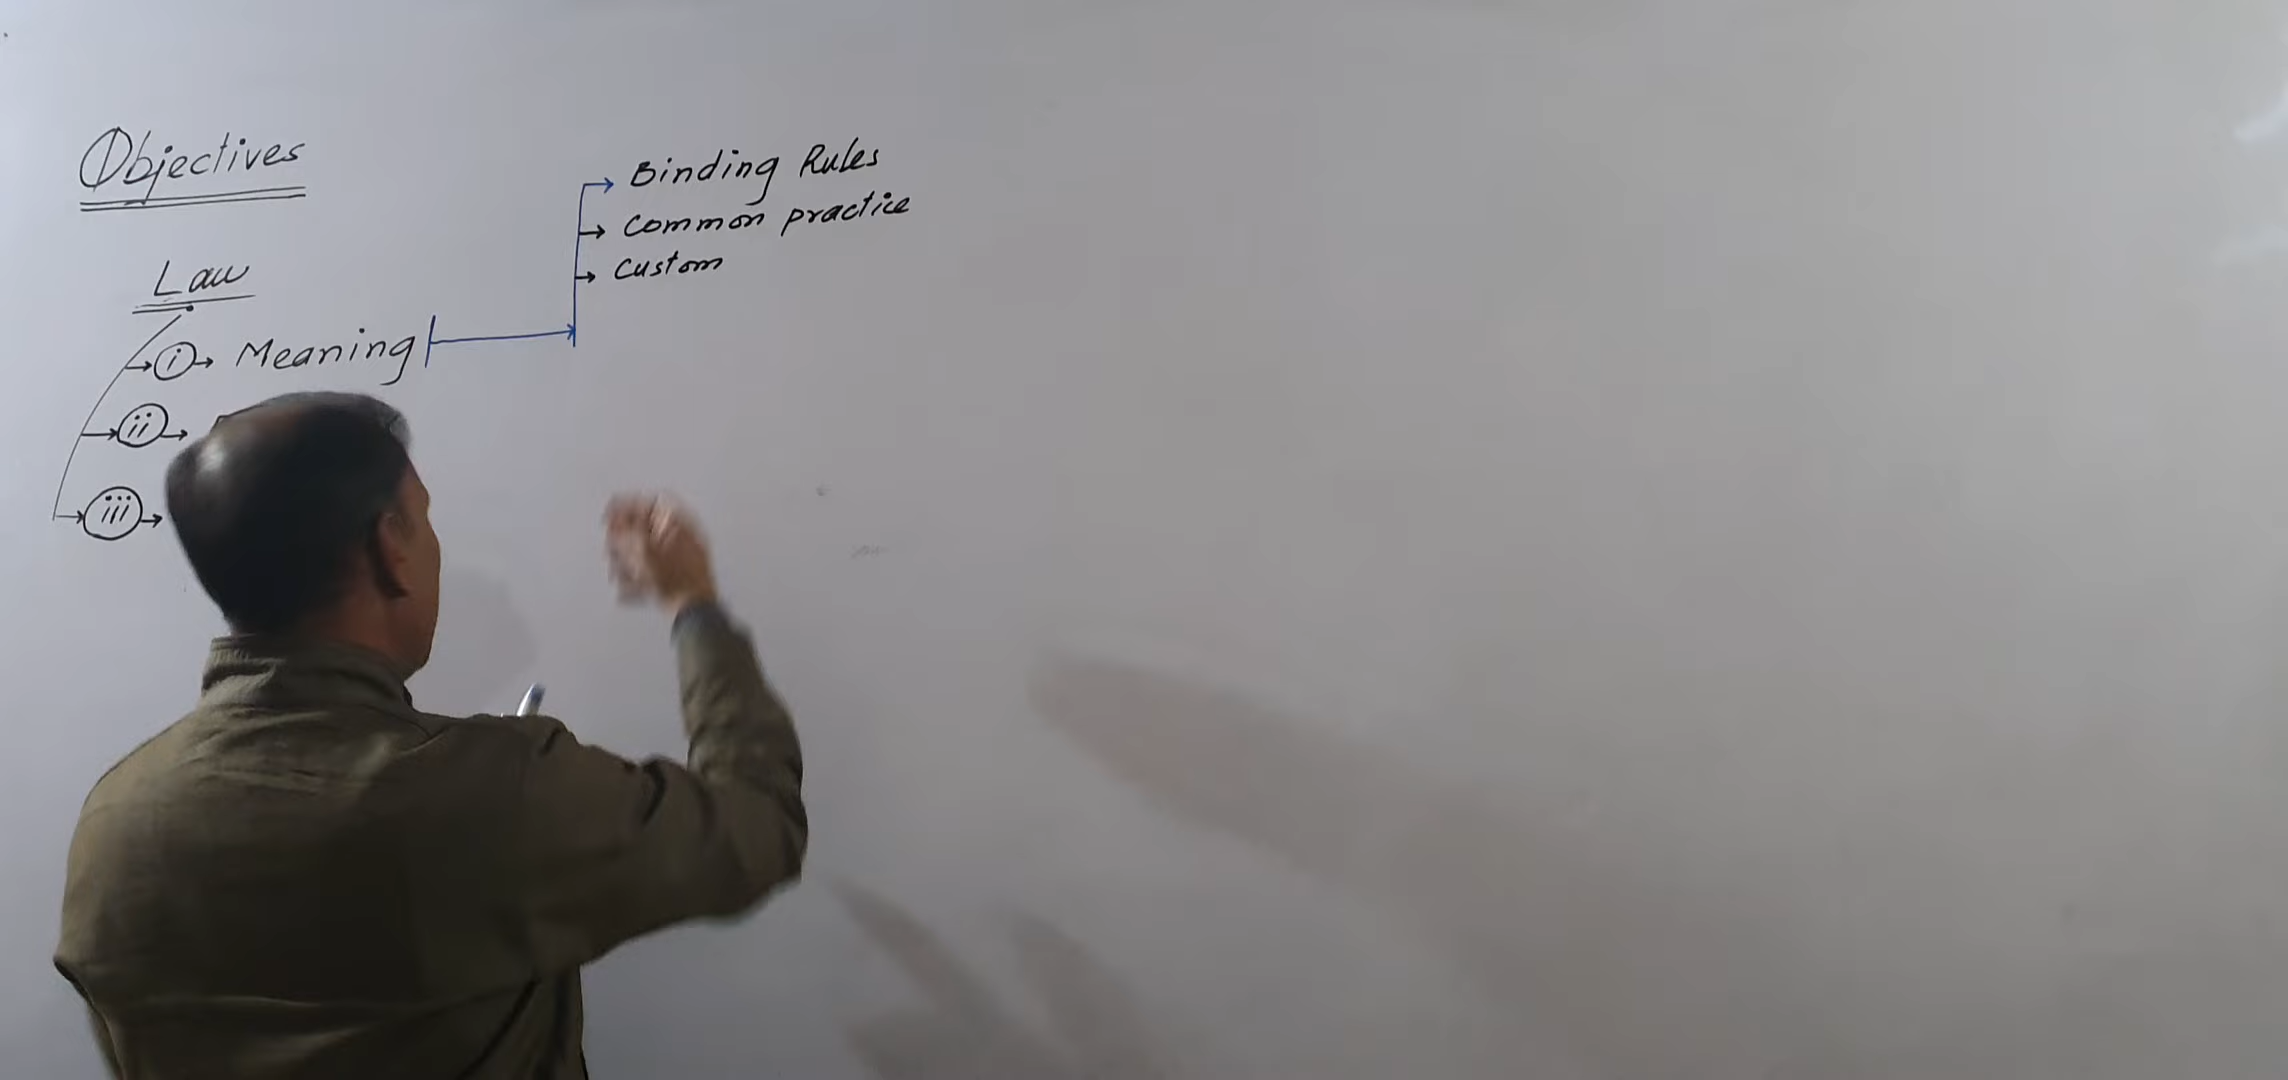 Objectives
Law
i Meaning
ii
iii
Binding Rules
Common practice
Custom